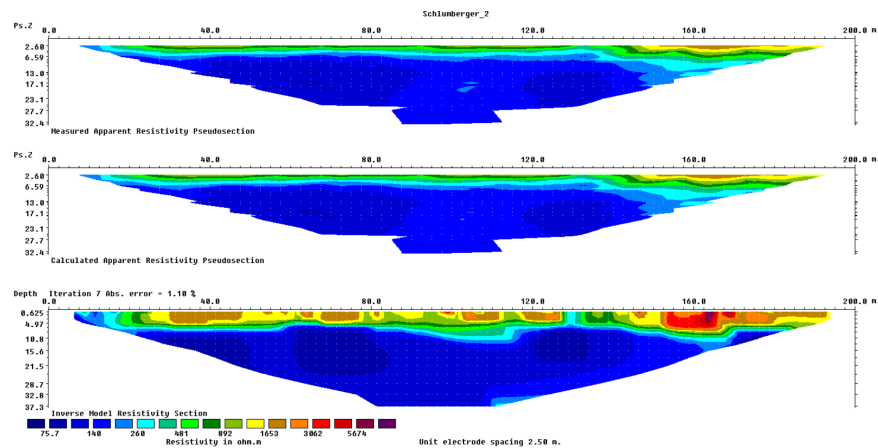 Schlumberger_2
Ps.Z 0.0 40.0 80.0 120.0 160.0 200.0 m
2.60
6.59
13.0
17.1
23.1
27.7
32.4
Measured Apparent Resistivity Pseudosection
Ps.Z 0.0 40.0 80.0 120.0 160.0 200.0 m
2.60
6.59
13.0
17.1
23.1
27.7
32.4
Calculated Apparent Resistivity Pseudosection
Depth Iteration 7 Abs. error = 1.10 %
0.0 40.0 80.0 120.0 160.0 200.0 m
0.625
4.97
10.8
15.6
21.5
28.7
32.8
37.3
Inverse Model Resistivity Section
75.7 140 260 481 892 1653 3062 5674
Resistivity in ohm.m Unit electrode spacing 2.50 m.